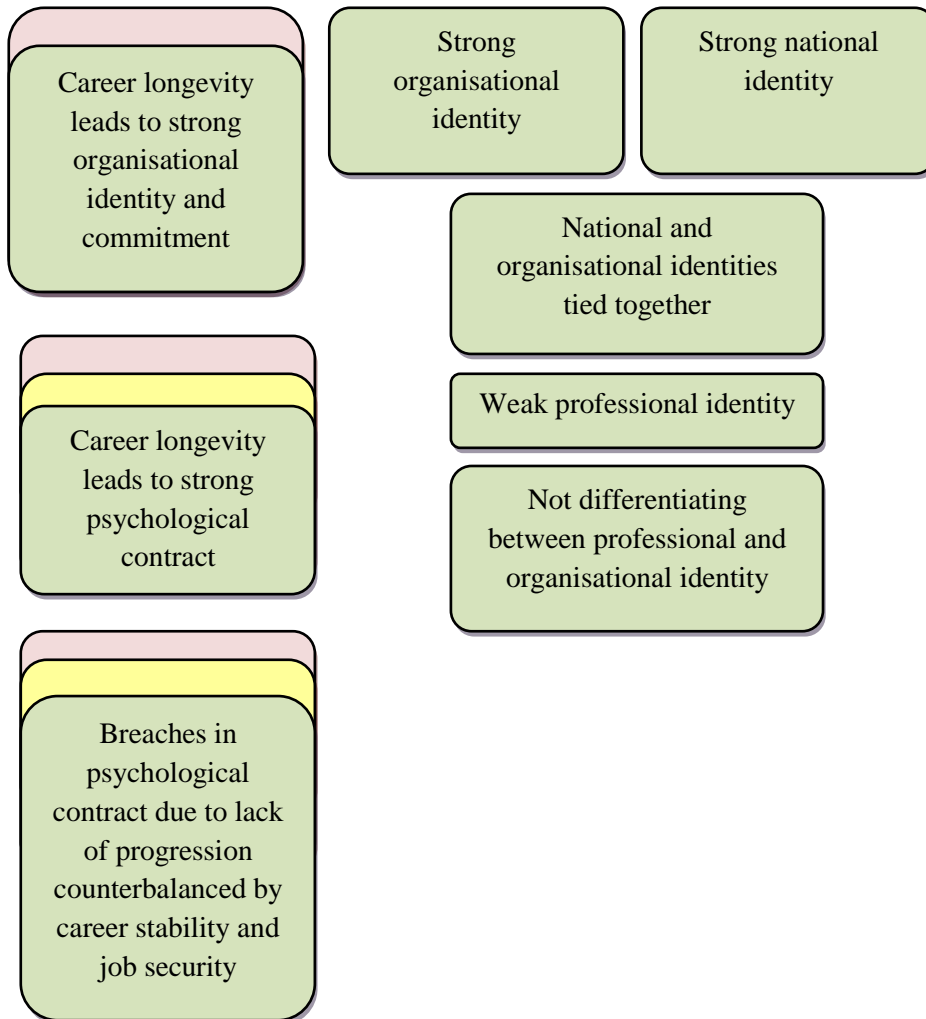 Career longevity
leads to strong
organisational
identity and
commitment
Strong
organisational
identity
Strong national
identity
National and
organisational identities
tied together
Weak professional identity
Not differentiating
between professional and
organisational identity
Career longevity
leads to strong
psychological
contract
Breaches in
psychological
contract due to lack
of progression
counterbalanced by
career stability and
job security